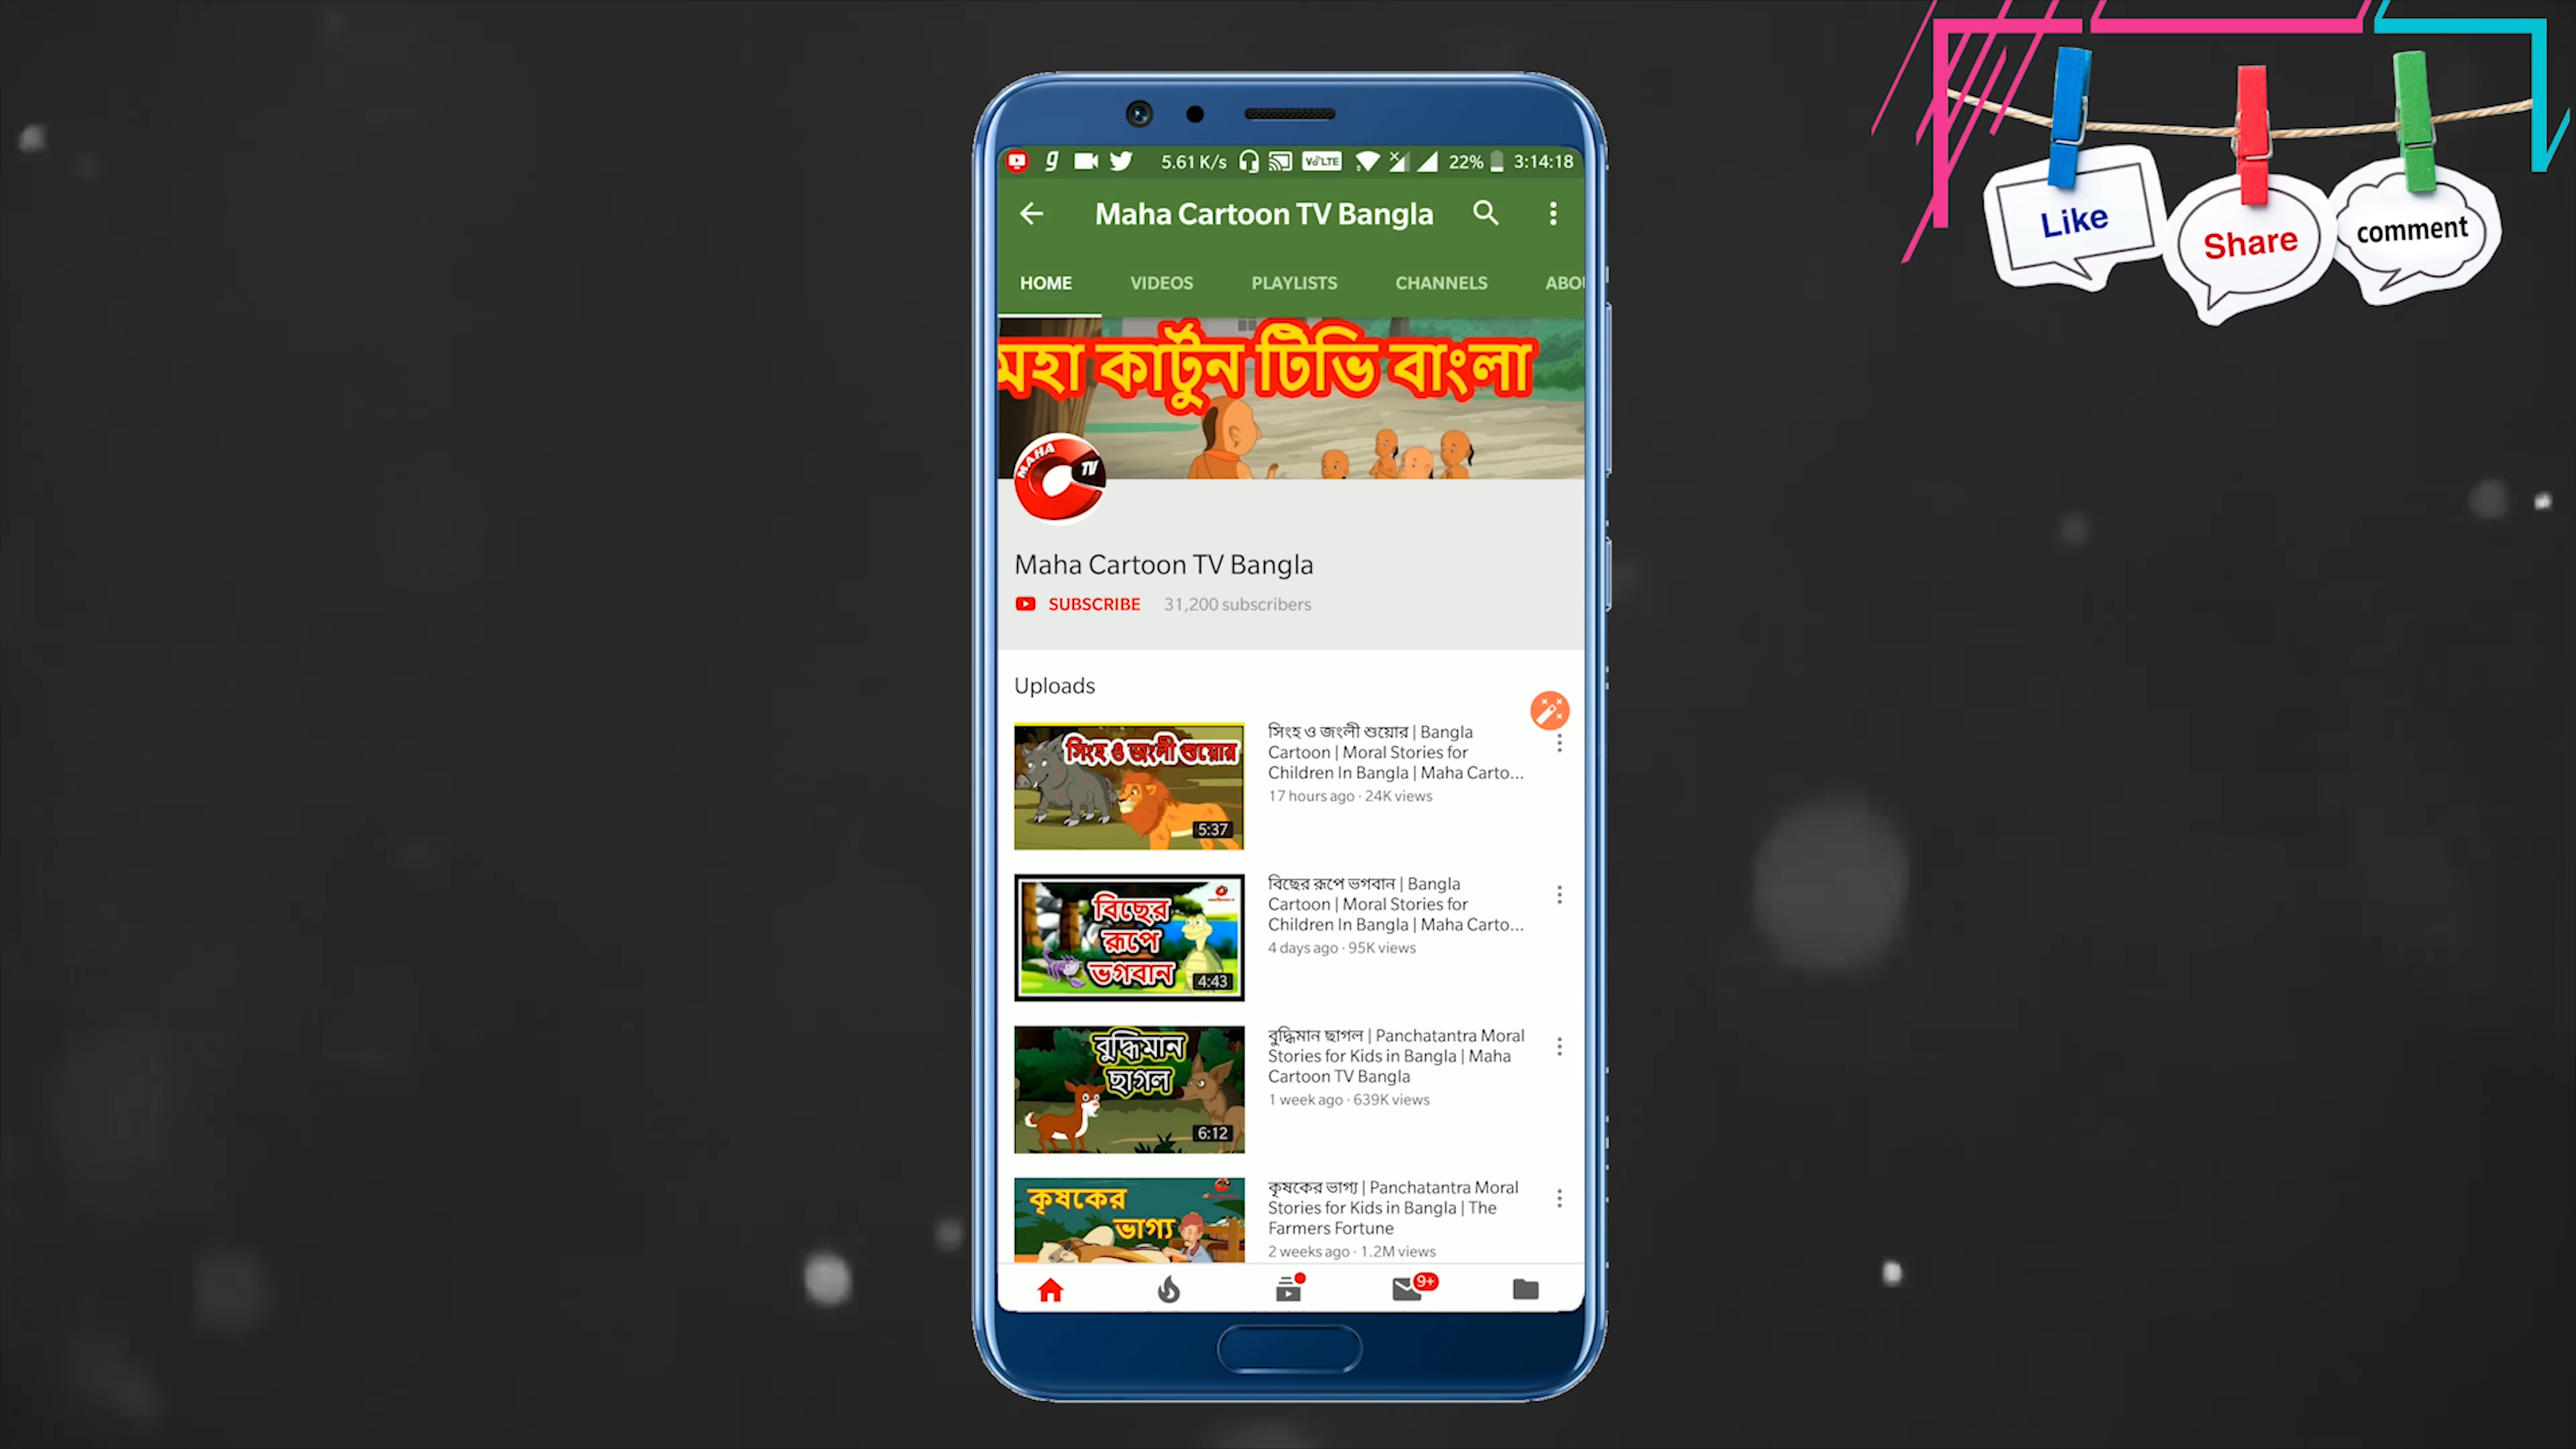 Like
Share
comment
g 5.61 K/s VoLTE 22% 3:14:18
Maha Cartoon TV Bangla
HOME VIDEOS PLAYLISTS CHANNELS ABO
মহা কার্টুন টিভি বাংলা
MAHA TV
Maha Cartoon TV Bangla
SUBSCRIBE 31,200 subscribers
Uploads
সিংহ ও জংলী শুয়োর
5:37
সিংহ ও জংলী শুয়োর | Bangla
Cartoon | Moral Stories for
Children In Bangla | Maha Carto...
17 hours ago · 24K views
বিছের
রূপে
ভগবান
4:43
বিছের রূপে ভগবান | Bangla
Cartoon | Moral Stories for
Children In Bangla | Maha Carto...
4 days ago · 95K views
বুদ্ধিমান
ছাগল
6:12
বুদ্ধিমান ছাগল | Panchatantra Moral
Stories for Kids in Bangla | Maha
Cartoon TV Bangla
1 week ago · 639K views
কৃষকের
ভাগ্য
কৃষকের ভাগ্য | Panchatantra Moral
Stories for Kids in Bangla | The
Farmers Fortune
2 weeks ago · 1.2M views
9+